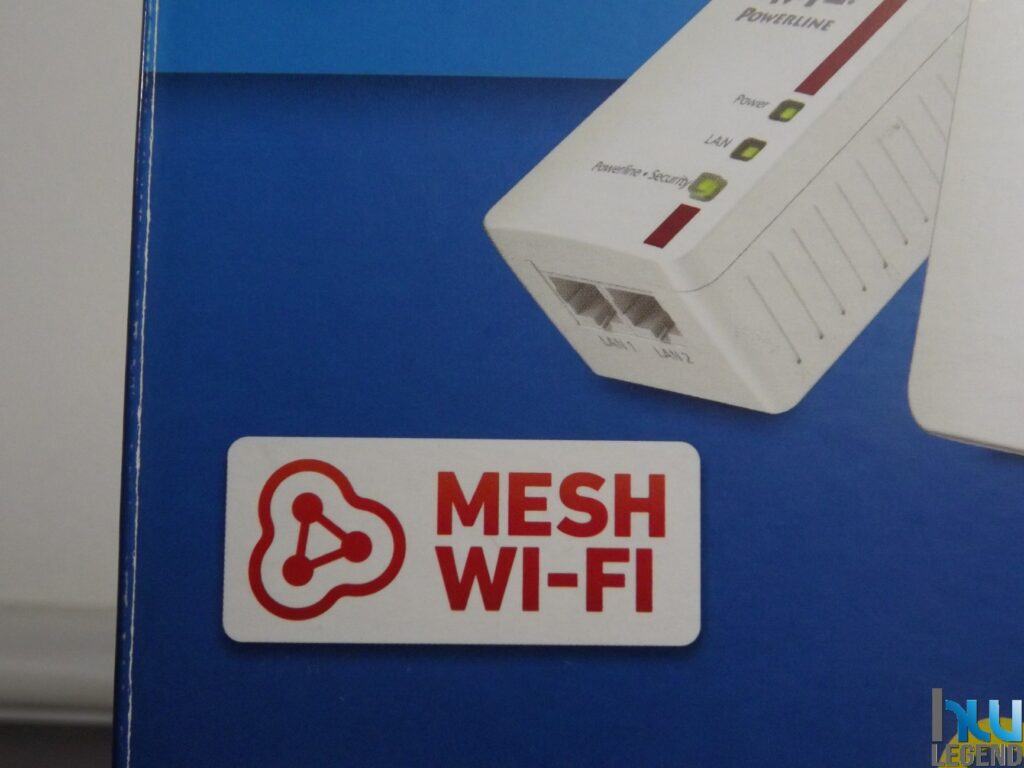 POWERLINE
Power
LAN
Powerline • Security
LAN 1
LAN 2
MESH
WI-FI
LEGEND